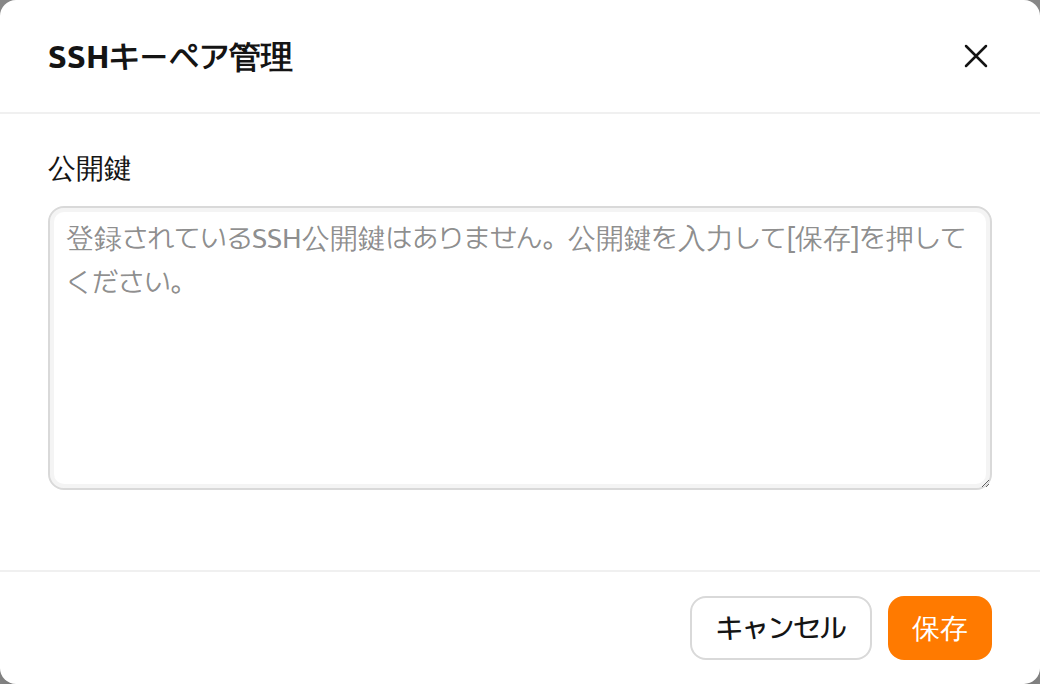 SSHキーペア管理
公開鍵
登録されているSSH公開鍵はありません。公開鍵を入力して[保存]を押して
ください。
キャンセル
保存